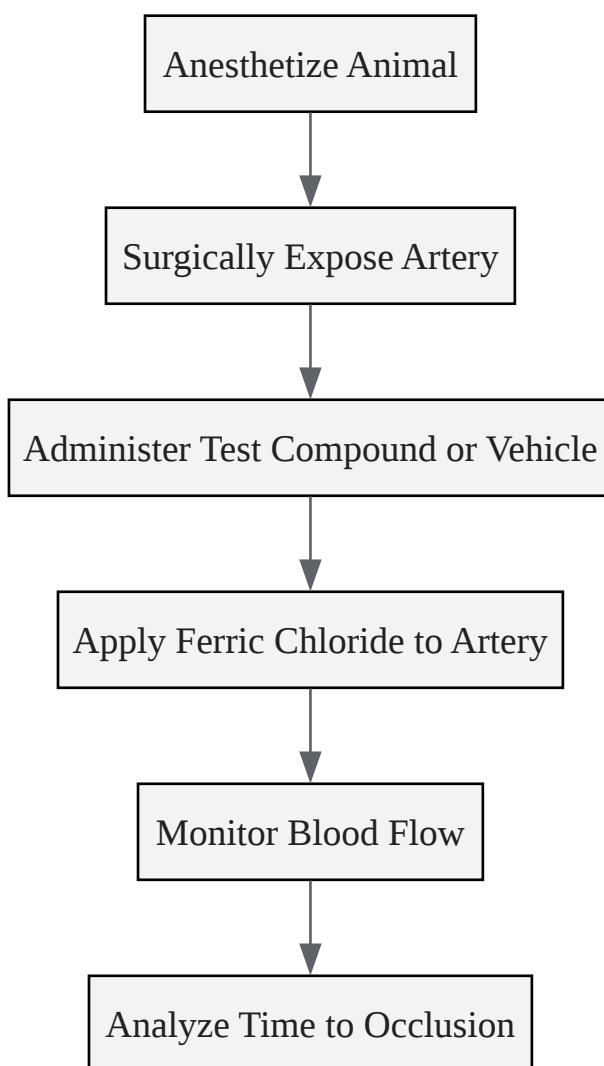 Anesthetize Animal
Surgically Expose Artery
Administer Test Compound or Vehicle
Apply Ferric Chloride to Artery
Monitor Blood Flow
Analyze Time to Occlusion